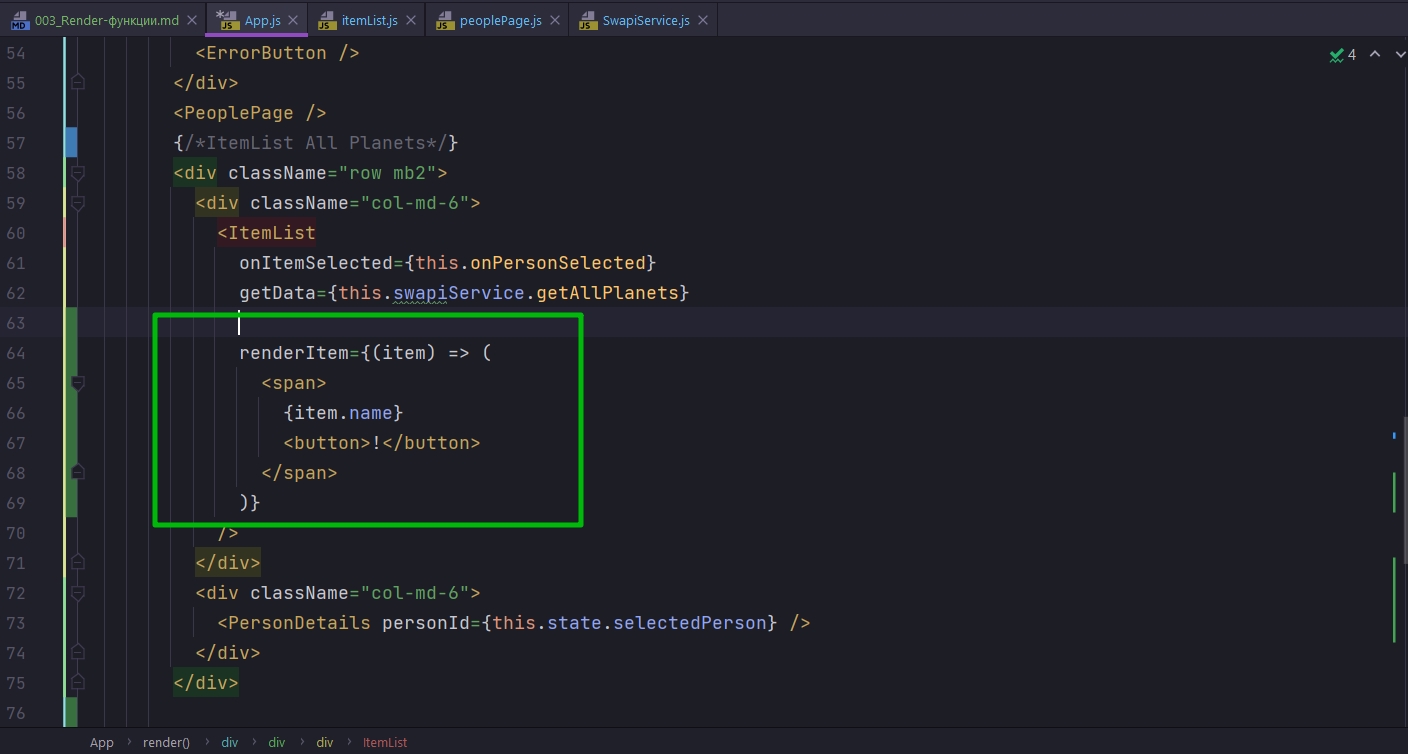 003_Render-функции.md
App.js
itemList.js
peoplePage.js
SwapiService.js
4
54 <ErrorButton />
55 </div>
56 <PeoplePage />
57 {/*ItemList All Planets*/}
58 <div className="row mb2">
59 <div className="col-md-6">
60 <ItemList
61 onItemSelected={this.onPersonSelected}
62 getData={this.swapiService.getAllPlanets}
63
64 renderItem={(item) => (
65 <span>
66 {item.name}
67 <button>!</button>
68 </span>
69 )}
70 />
71 </div>
72 <div className="col-md-6">
73 <PersonDetails personId={this.state.selectedPerson} />
74 </div>
75 </div>
76
App › render() › div › div › div › ItemList